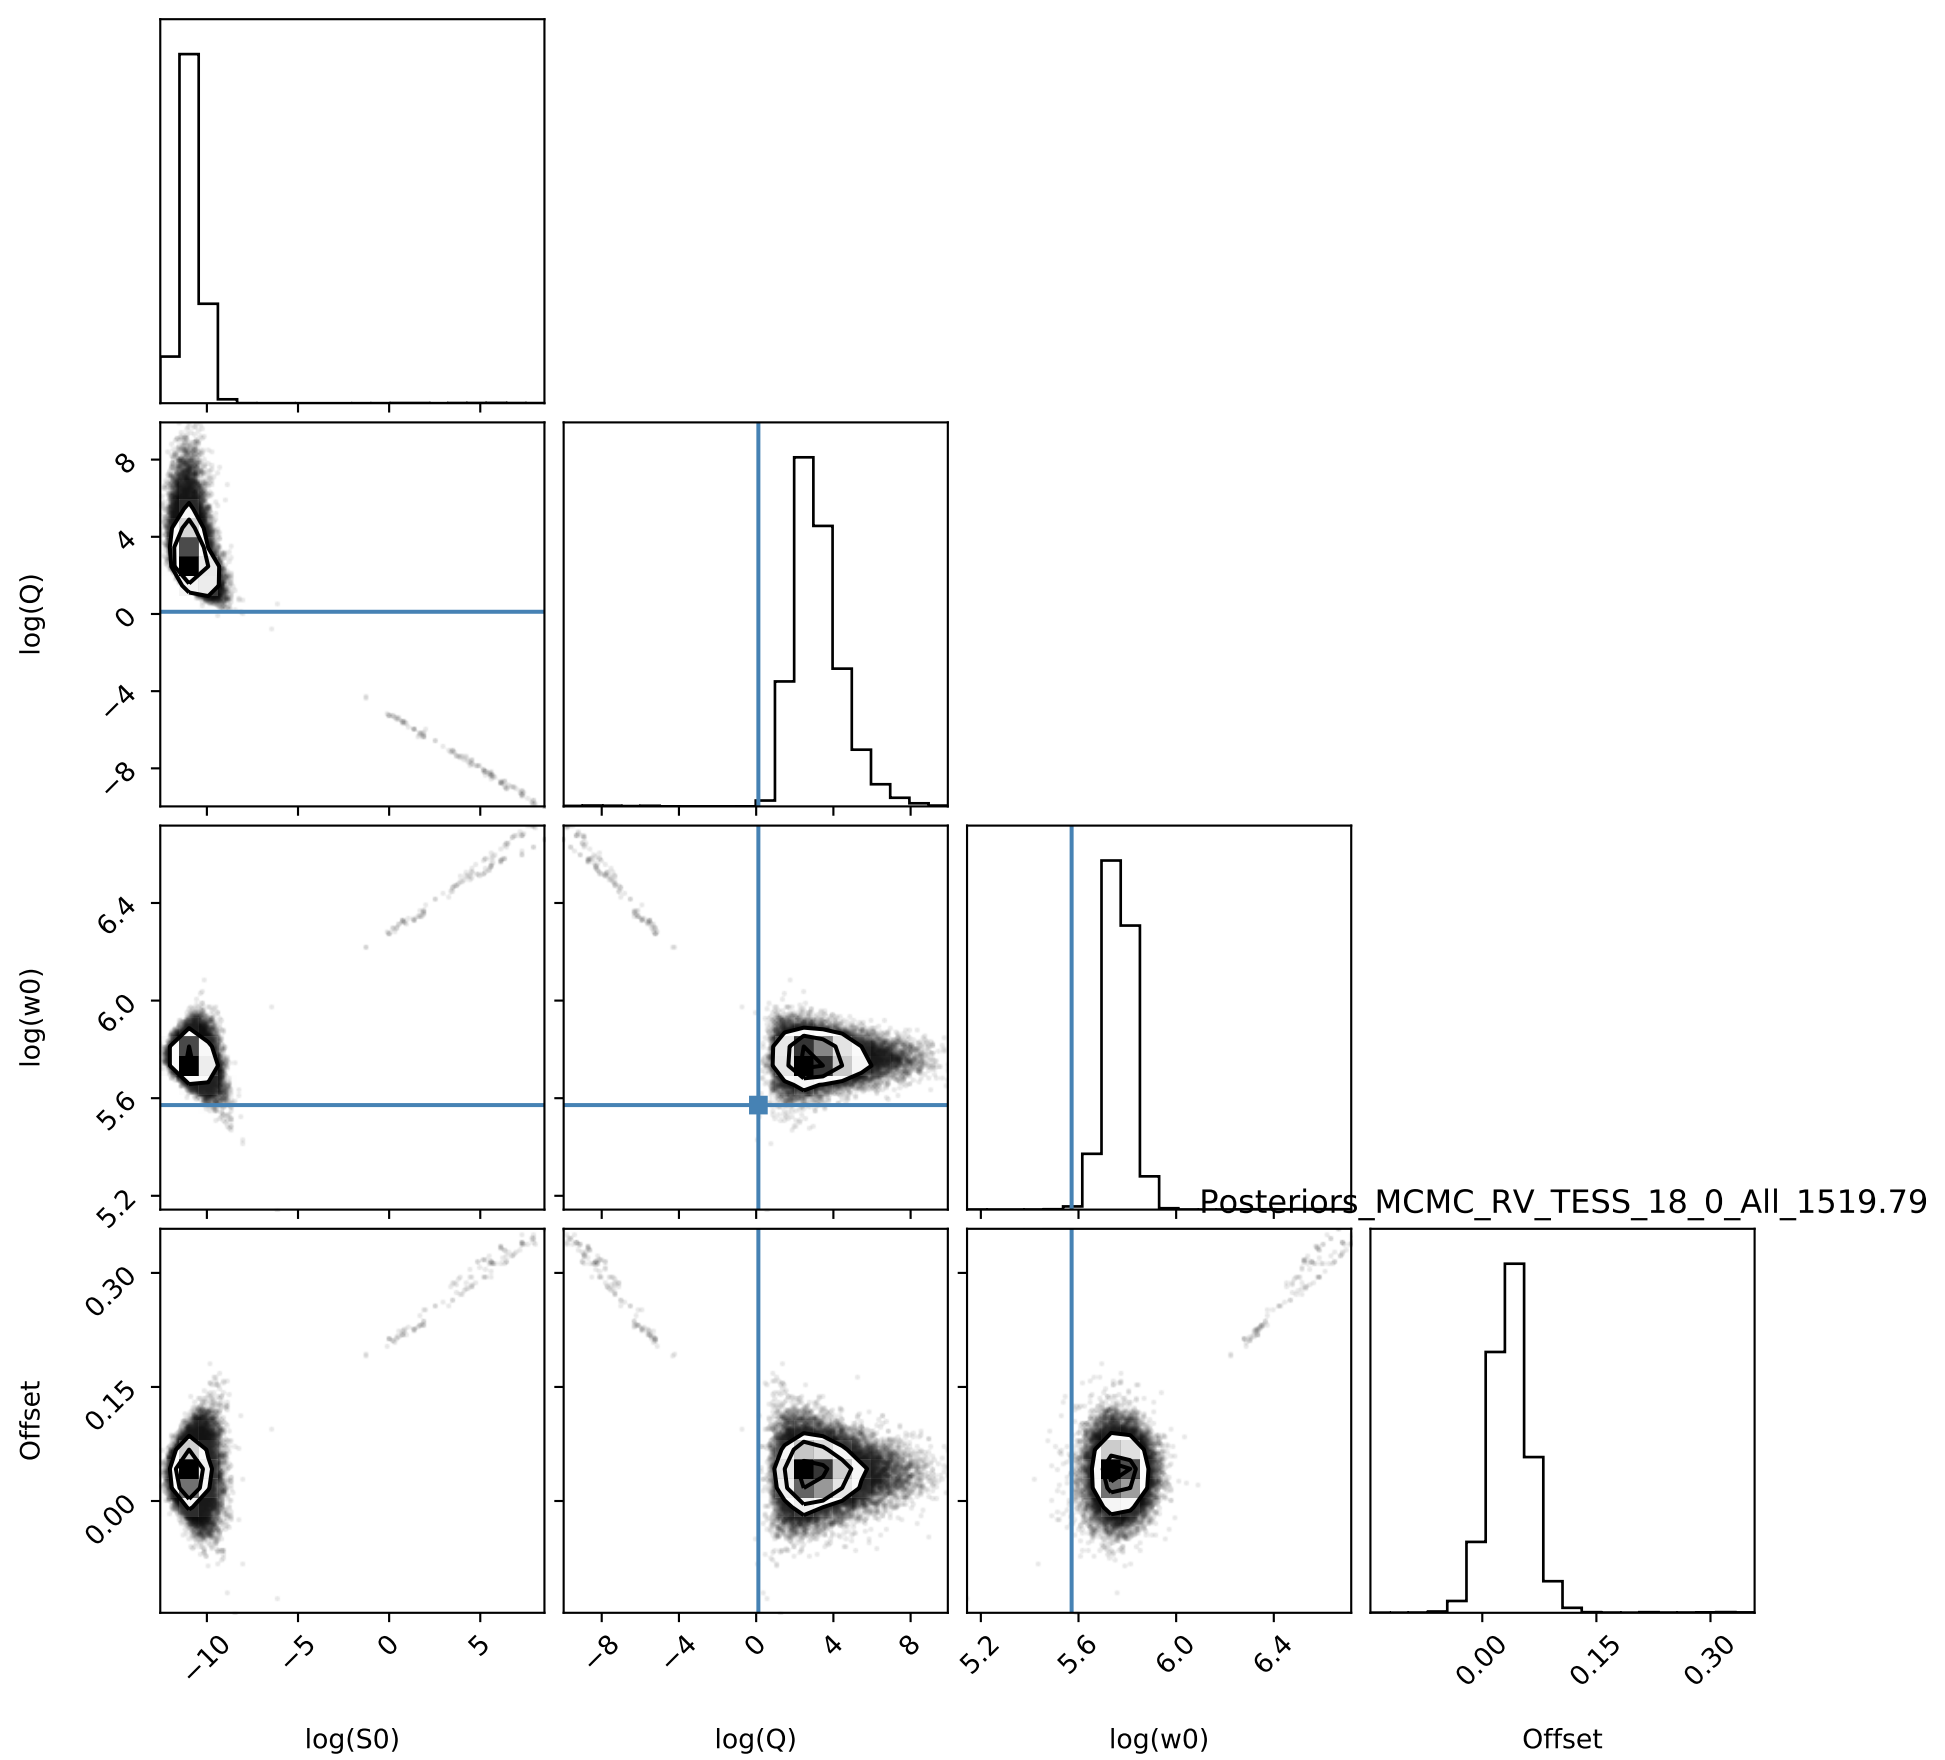 8
4
0
−4
−8
log(Q)
6.4
6.0
5.6
5.2
log(w0)
Posteriors_MCMC_RV_TESS_18_0_All_1519.79
0.30
0.15
0.00
Offset
−10 −5 0 5
−8 −4 0 4 8
5.2 5.6 6.0 6.4
0.00 0.15 0.30
log(S0) log(Q) log(w0) Offset